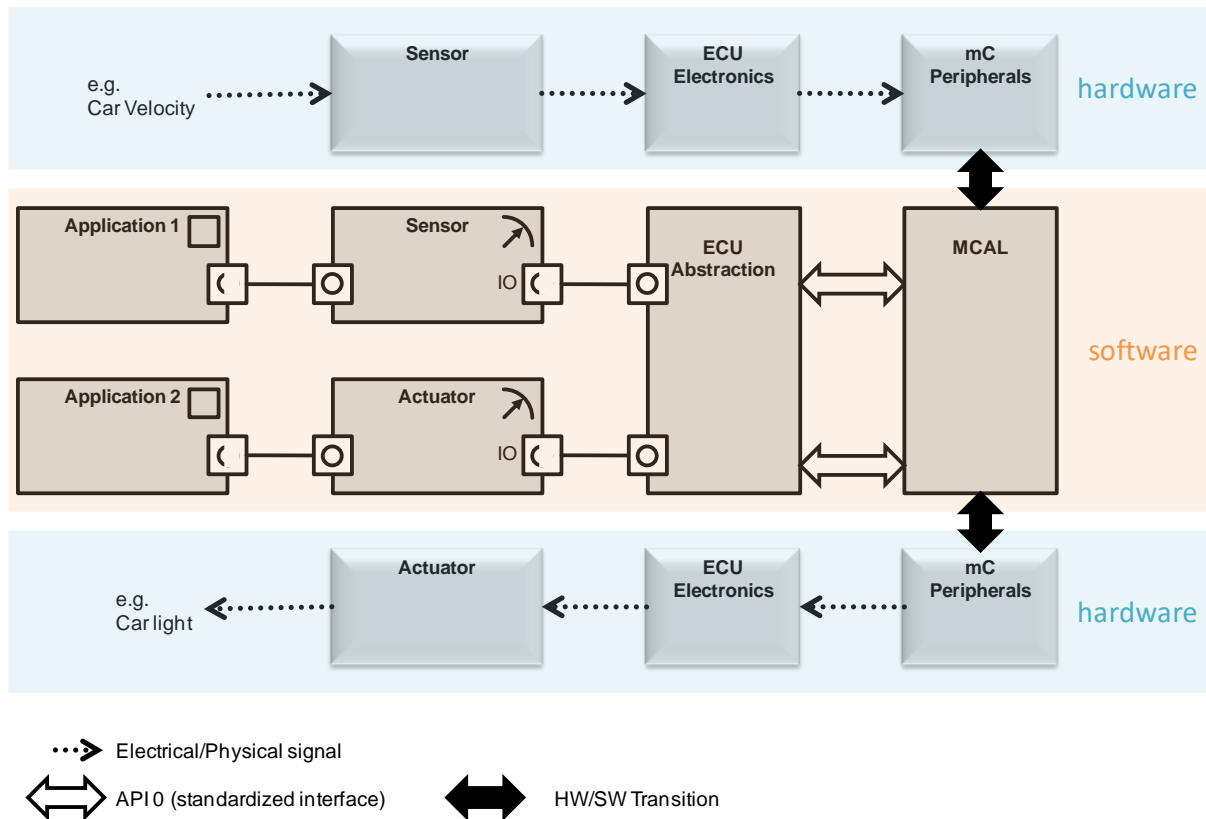 Sensor
ECU
Electronics
mC
Peripherals
e.g.
Car Velocity
hardware
Application 1
Sensor
IO
ECU
Abstraction
MCAL
software
Application 2
Actuator
IO
Actuator
ECU
Electronics
mC
Peripherals
e.g.
Car light
hardware
Electrical/Physical signal
API 0 (standardized interface)
HW/SW Transition